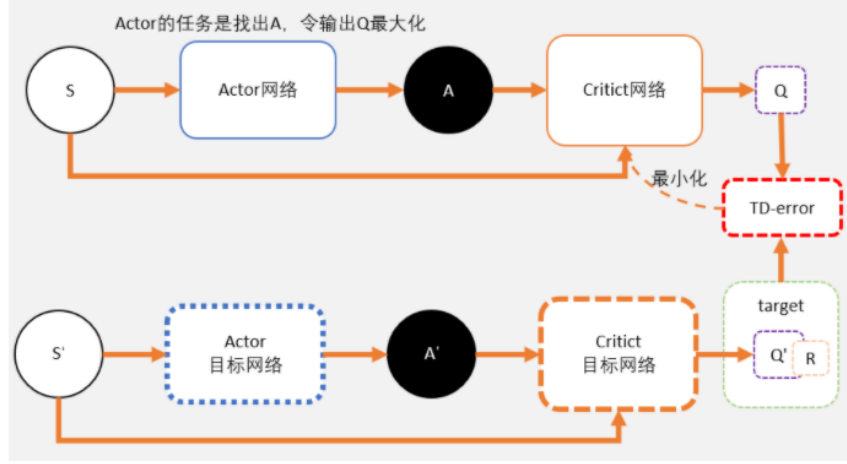 Actor的任务是找出A，令输出Q最大化
S
Actor网络
A
Critict网络
Q
最小化
TD-error
S'
Actor
目标网络
A'
Critict
目标网络
target
Q'
R